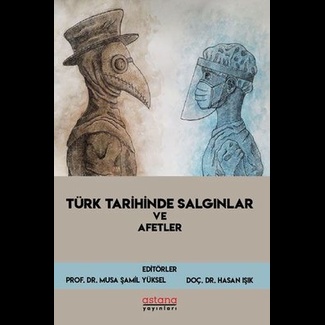 TÜRK TARİHİNDE SALGINLAR
VE
AFETLER
EDİTÖRLER
PROF. DR. MUSA ŞAMİL YÜKSEL DOÇ. DR. HASAN IŞIK
astana
yayınları